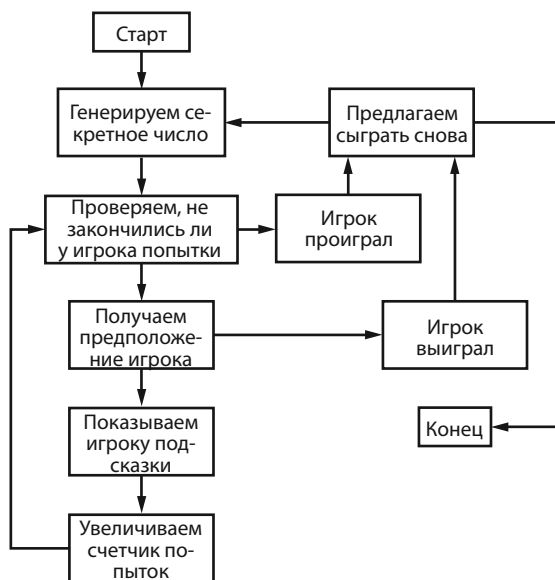 Старт
Генерируем се-
кретное число
Предлагаем
сыграть снова
Проверяем, не
закончились ли
у игрока попытки
Игрок
проиграл
Получаем
предположе-
ние игрока
Игрок
выиграл
Показываем
игроку под-
сказки
Конец
Увеличиваем
счетчик по-
пыток